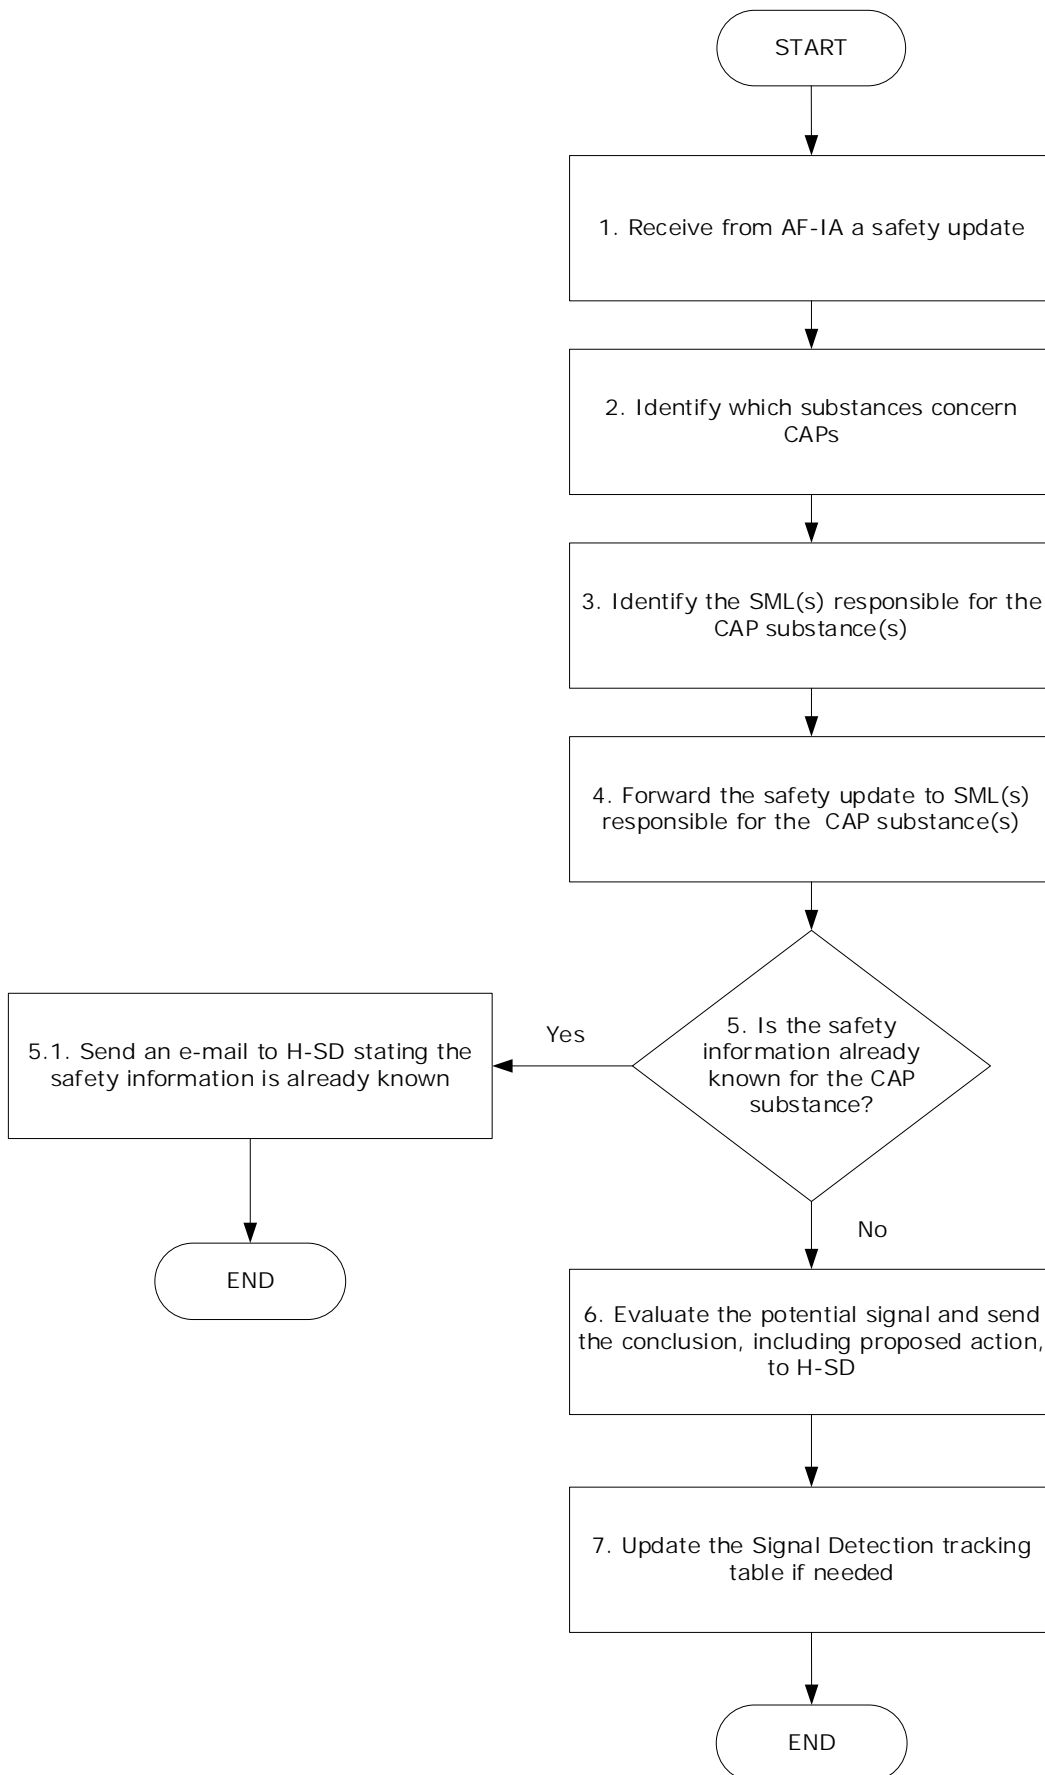 START
1. Receive from AF-IA a safety update
2. Identify which substances concern
CAPs
3. Identify the SML(s) responsible for the
CAP substance(s)
4. Forward the safety update to SML(s)
responsible for the  CAP substance(s)
5. Is the safety
information already
known for the CAP
substance?
Yes
5.1. Send an e-mail to H-SD stating the
safety information is already known
END
No
6. Evaluate the potential signal and send
the conclusion, including proposed action,
to H-SD
7. Update the Signal Detection tracking
table if needed
END